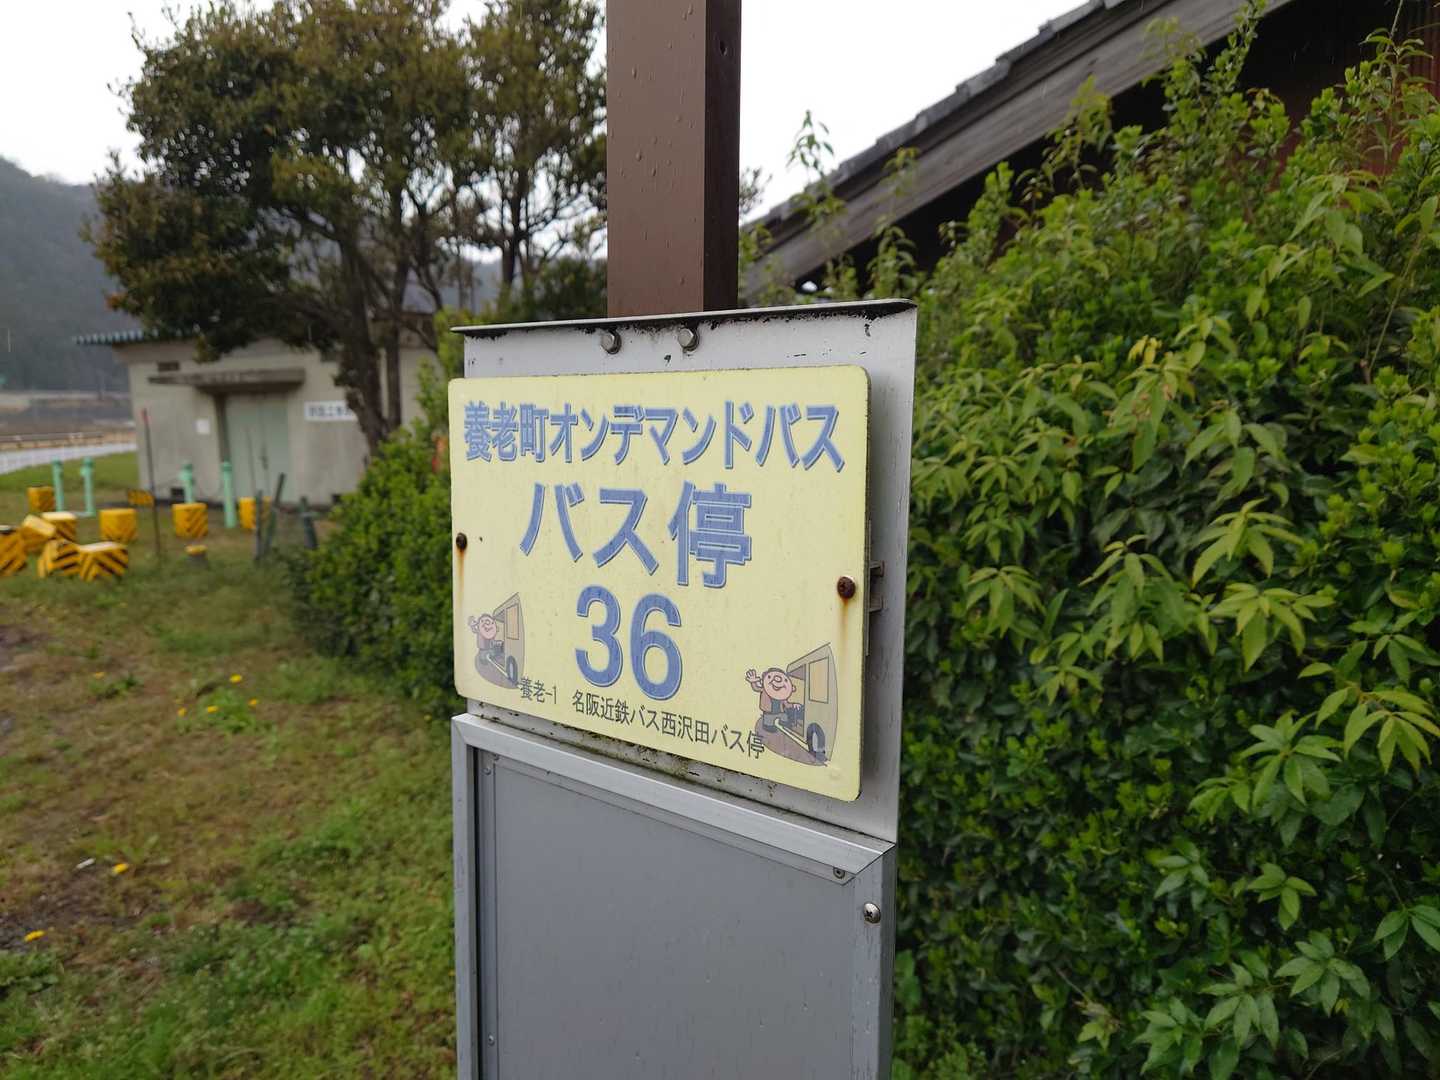 養老町オンデマンドバス
バス停
36
養老-1　名阪近鉄バス西沢田バス停